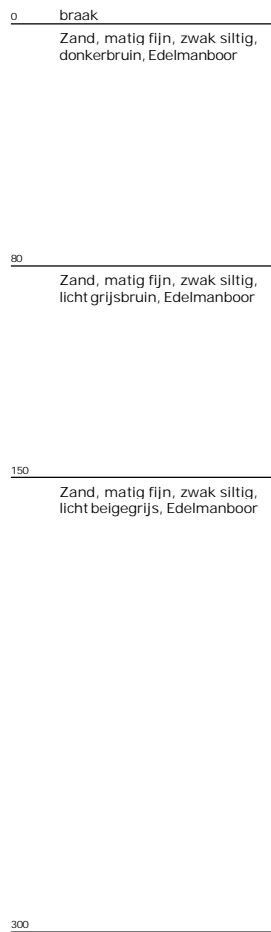 0 braak
Zand, matig fijn, zwak siltig,
donkerbruin, Edelmanboor
80
Zand, matig fijn, zwak siltig,
licht grijsbruin, Edelmanboor
150
Zand, matig fijn, zwak siltig,
licht beigegrijs, Edelmanboor
300